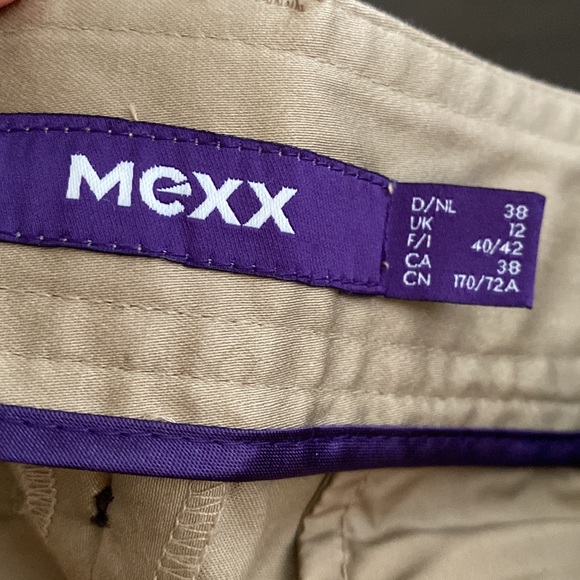 Mexx
D/NL 38
UK 12
F/I 40/42
CA 38
CN 170/72A